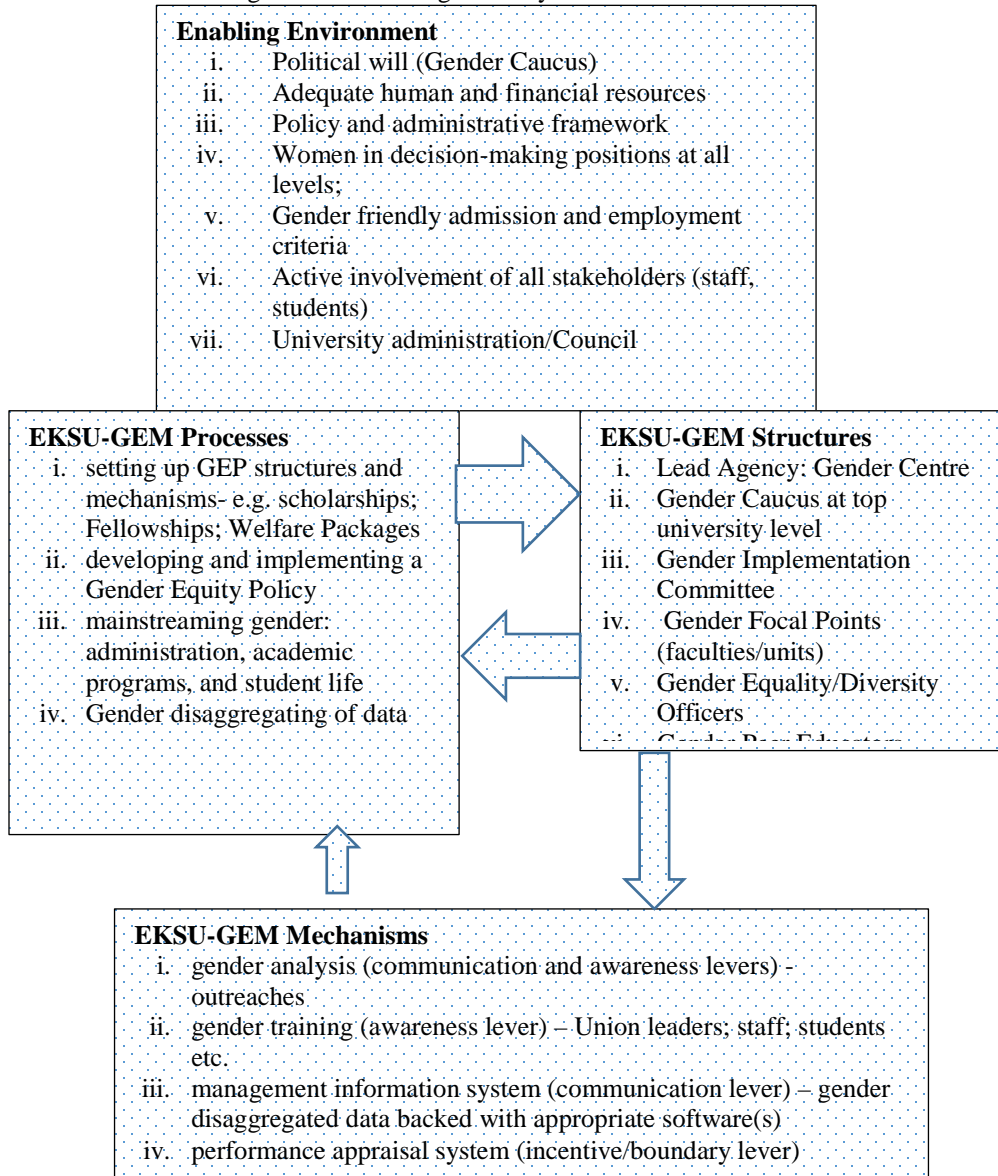 Enabling Environment
i. Political will (Gender Caucus)
ii. Adequate human and financial resources
iii. Policy and administrative framework
iv. Women in decision-making positions at all
levels;
v. Gender friendly admission and employment
criteria
vi. Active involvement of all stakeholders (staff,
students)
vii. University administration/Council
EKSU-GEM Processes
i. setting up GEP structures and
mechanisms- e.g. scholarships;
Fellowships; Welfare Packages
ii. developing and implementing a
Gender Equity Policy
iii. mainstreaming gender:
administration, academic
programs, and student life
iv. Gender disaggregating of data
EKSU-GEM Structures
i. Lead Agency: Gender Centre
ii. Gender Caucus at top
university level
iii. Gender Implementation
Committee
iv. Gender Focal Points
(faculties/units)
v. Gender Equality/Diversity
Officers
EKSU-GEM Mechanisms
i. gender analysis (communication and awareness levers) -
outreaches
ii. gender training (awareness lever) – Union leaders; staff; students
etc.
iii. management information system (communication lever) – gender
disaggregated data backed with appropriate software(s)
iv. performance appraisal system (incentive/boundary lever)